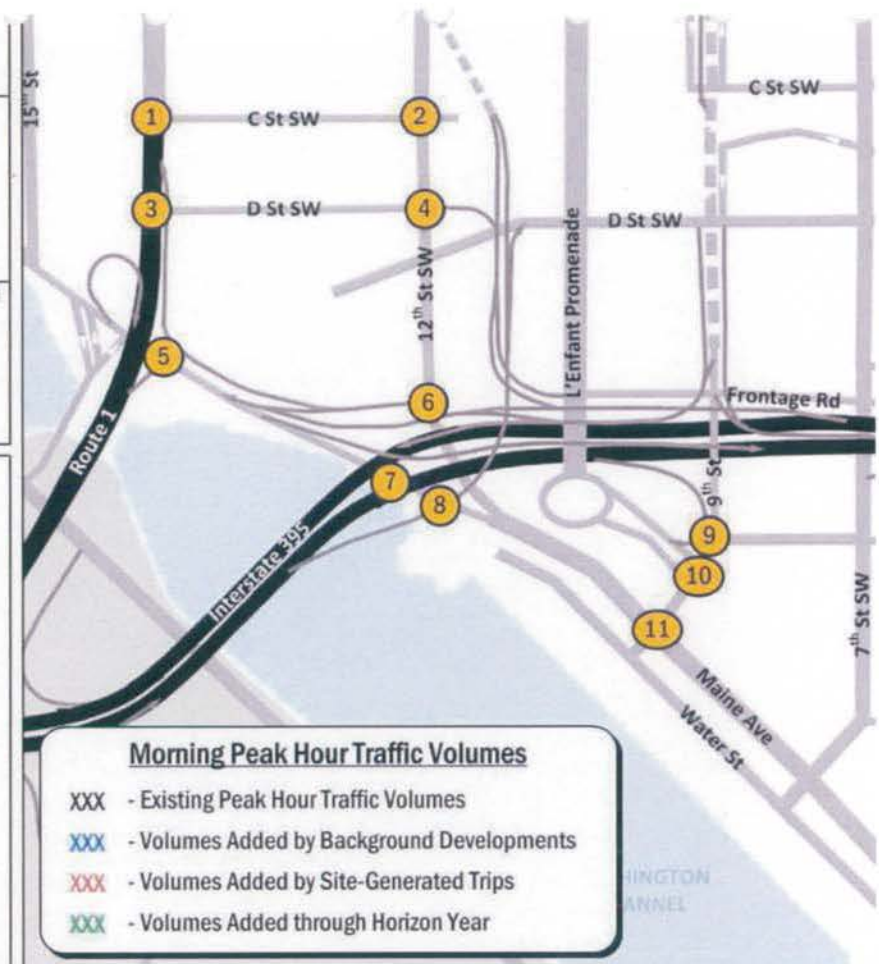 15th St
1
C St SW
2
C St SW
3
D St SW
4
D St SW
12th St SW
L'Enfant Promenade
5
6
Frontage Rd
Route 1
7
8
9th St
9
Interstate 395
10
11
7th St SW
Maine Ave
Water St
Morning Peak Hour Traffic Volumes
XXX - Existing Peak Hour Traffic Volumes
XXX - Volumes Added by Background Developments
XXX - Volumes Added by Site-Generated Trips
XXX - Volumes Added through Horizon Year
HINGTON
ANNEL